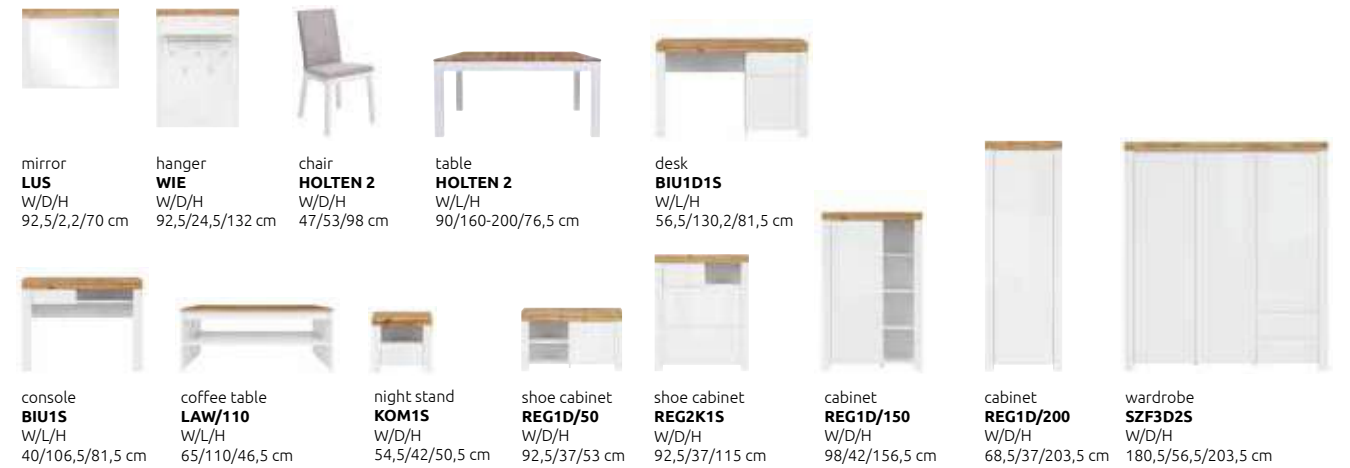 mirror
LUS
W/D/H
92,5/2,2/70 cm
hanger
WIE
W/D/H
92,5/24,5/132 cm
chair
HOLTEN 2
W/D/H
47/53/98 cm
table
HOLTEN 2
W/L/H
90/160-200/76,5 cm
desk
BIU1D1S
W/L/H
56,5/130,2/81,5 cm
console
BIU1S
W/L/H
40/106,5/81,5 cm
coffee table
LAW/110
W/L/H
65/110/46,5 cm
night stand
KOM1S
W/D/H
54,5/42/50,5 cm
shoe cabinet
REG1D/50
W/D/H
92,5/37/53 cm
shoe cabinet
REG2K1S
W/D/H
92,5/37/115 cm
cabinet
REG1D/150
W/D/H
98/42/156,5 cm
cabinet
REG1D/200
W/D/H
68,5/37/203,5 cm
wardrobe
SZF3D2S
W/D/H
180,5/56,5/203,5 cm